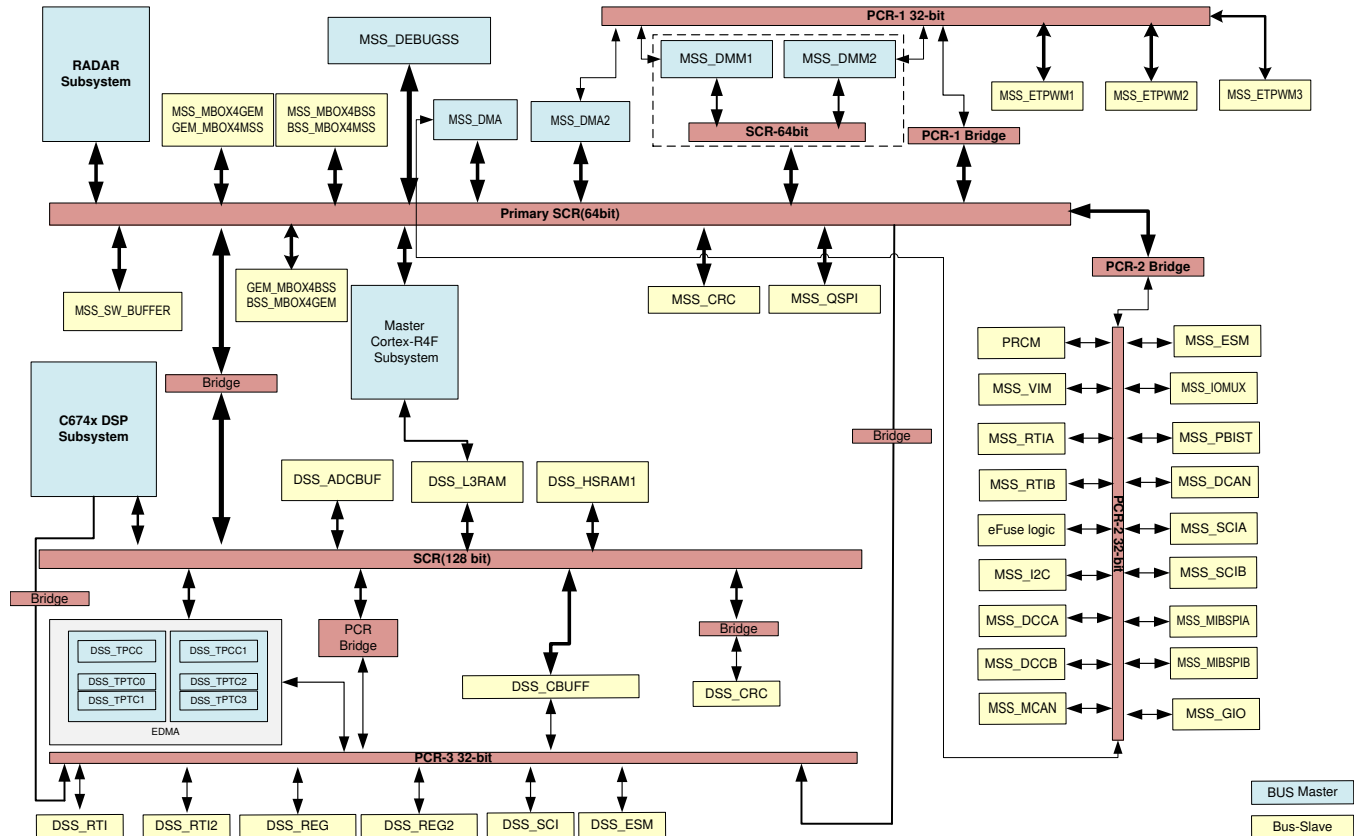 PCR-1 32-bit
RADAR
Subsystem
MSS_DEBUGSS
MSS_DMM1
MSS_DMM2
MSS_ETPWM1
MSS_ETPWM2
MSS_ETPWM3
MSS_MBOX4GEM
GEM_MBOX4MSS
MSS_MBOX4BSS
BSS_MBOX4MSS
MSS_DMA
MSS_DMA2
SCR-64bit
PCR-1 Bridge
Primary SCR(64bit)
PCR-2 Bridge
MSS_SW_BUFFER
GEM_MBOX4BSS
BSS_MBOX4GEM
MSS_CRC
MSS_QSPI
Master
Cortex-R4F
Subsystem
PRCM
MSS_ESM
Bridge
MSS_VIM
MSS_IOMUX
C674x DSP
Subsystem
Bridge
MSS_RTIA
MSS_PBIST
DSS_ADCBUF
DSS_L3RAM
DSS_HSRAM1
MSS_RTIB
MSS_DCAN
PCR-2 32-bit
eFuse logic
MSS_SCIA
SCR(128 bit)
MSS_I2C
MSS_SCIB
Bridge
PCR
Bridge
Bridge
MSS_DCCA
MSS_MIBSPIA
DSS_TPCC
DSS_TPCC1
DSS_TPTC0
DSS_TPTC2
DSS_TPTC1
DSS_TPTC3
EDMA
DSS_CBUFF
DSS_CRC
MSS_DCCB
MSS_MIBSPIB
MSS_MCAN
MSS_GIO
PCR-3 32-bit
BUS Master
DSS_RTI
DSS_RTI2
DSS_REG
DSS_REG2
DSS_SCI
DSS_ESM
Bus-Slave